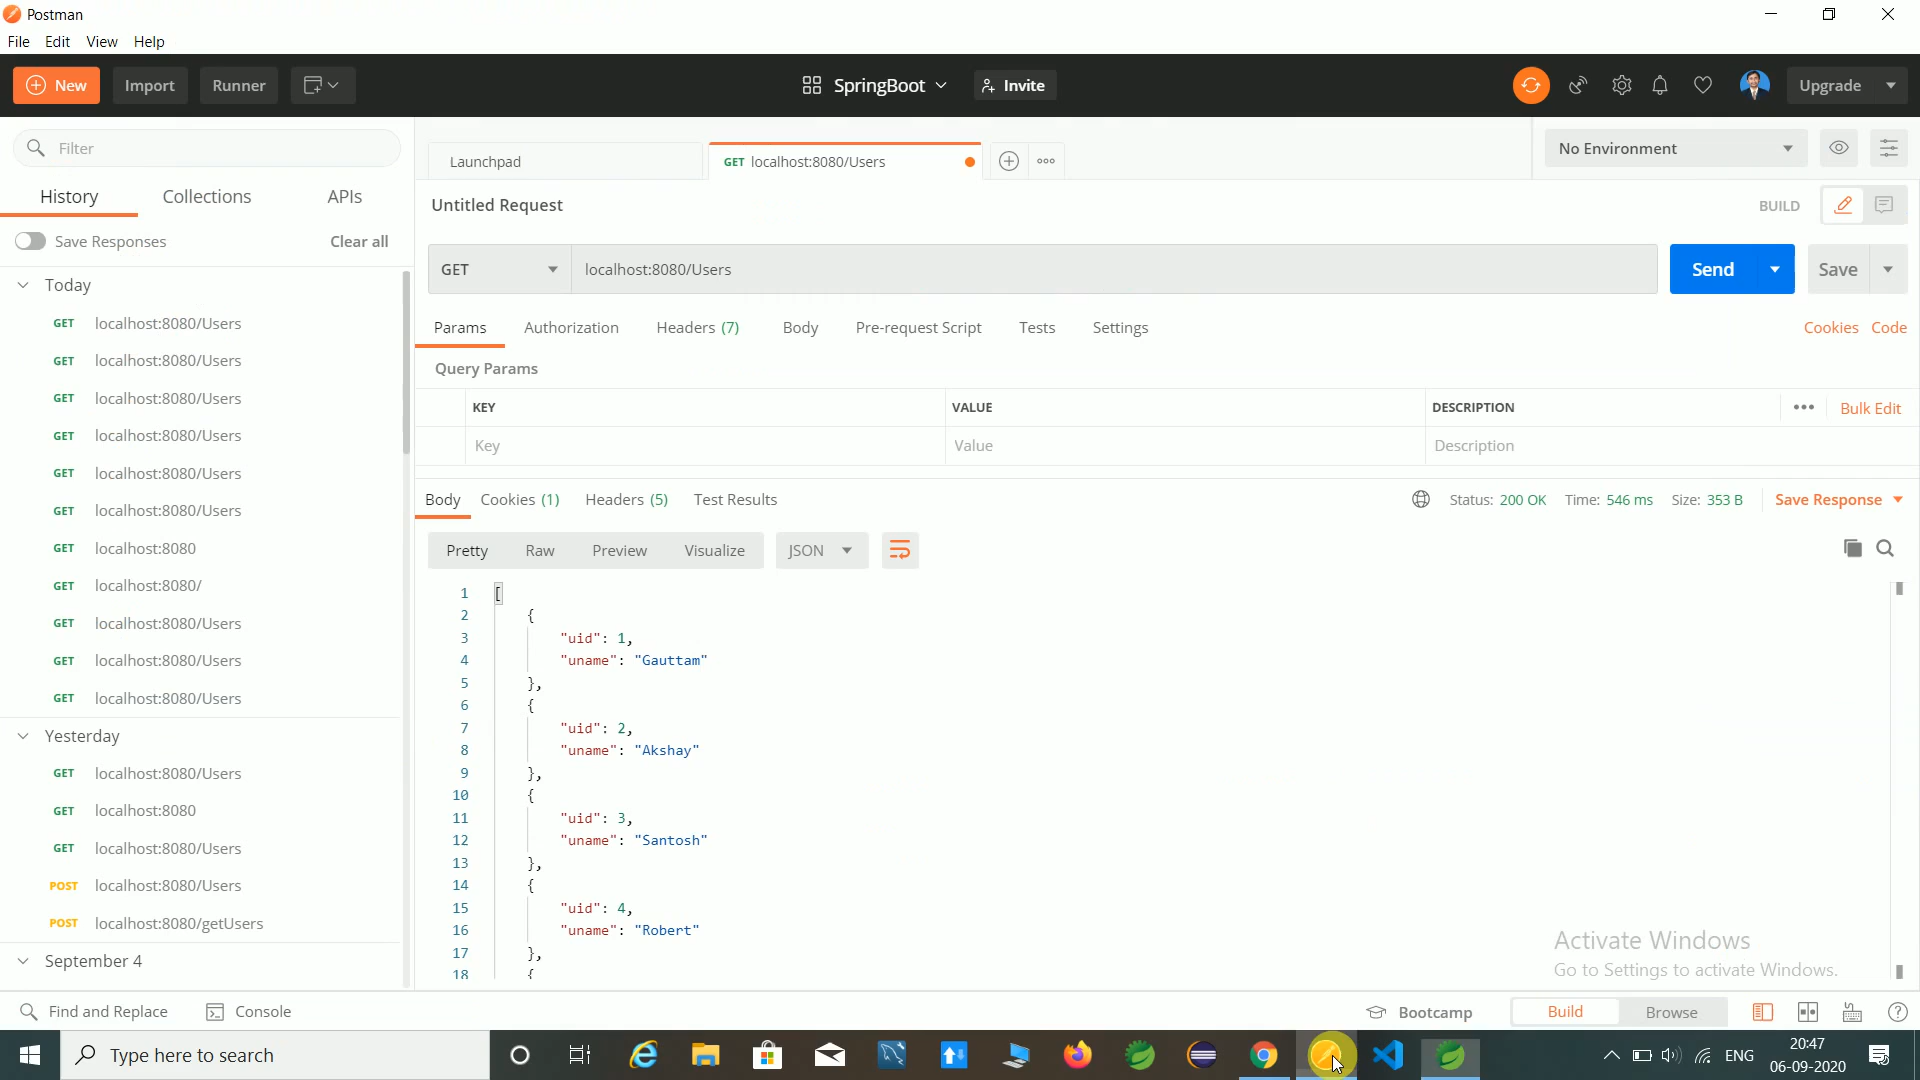 Postman
File Edit View Help
New Import Runner SpringBoot Invite Upgrade
Filter
Launchpad GET localhost:8080/Users No Environment
History Collections APIs
Untitled Request BUILD
Save Responses Clear all
GET localhost:8080/Users Send Save
Today
GET localhost:8080/Users
Params Authorization Headers (7) Body Pre-request Script Tests Settings Cookies Code
GET localhost:8080/Users
Query Params
GET localhost:8080/Users
KEY VALUE DESCRIPTION Bulk Edit
GET localhost:8080/Users
Key Value Description
GET localhost:8080/Users
Body Cookies (1) Headers (5) Test Results Status: 200 OK Time: 546 ms Size: 353 B Save Response
GET localhost:8080/Users
GET localhost:8080
Pretty Raw Preview Visualize JSON
GET localhost:8080/
GET localhost:8080/Users
GET localhost:8080/Users
GET localhost:8080/Users
Yesterday
GET localhost:8080/Users
GET localhost:8080
GET localhost:8080/Users
POST localhost:8080/Users
POST localhost:8080/getUsers
September 4
1 [
2 {
3 "uid": 1,
4 "uname": "Gauttam"
5 },
6 {
7 "uid": 2,
8 "uname": "Akshay"
9 },
10 {
11 "uid": 3,
12 "uname": "Santosh"
13 },
14 {
15 "uid": 4,
16 "uname": "Robert"
17 },
18 {
Activate Windows
Go to Settings to activate Windows.
Find and Replace Console Bootcamp Build Browse
Type here to search ENG 20:47
06-09-2020